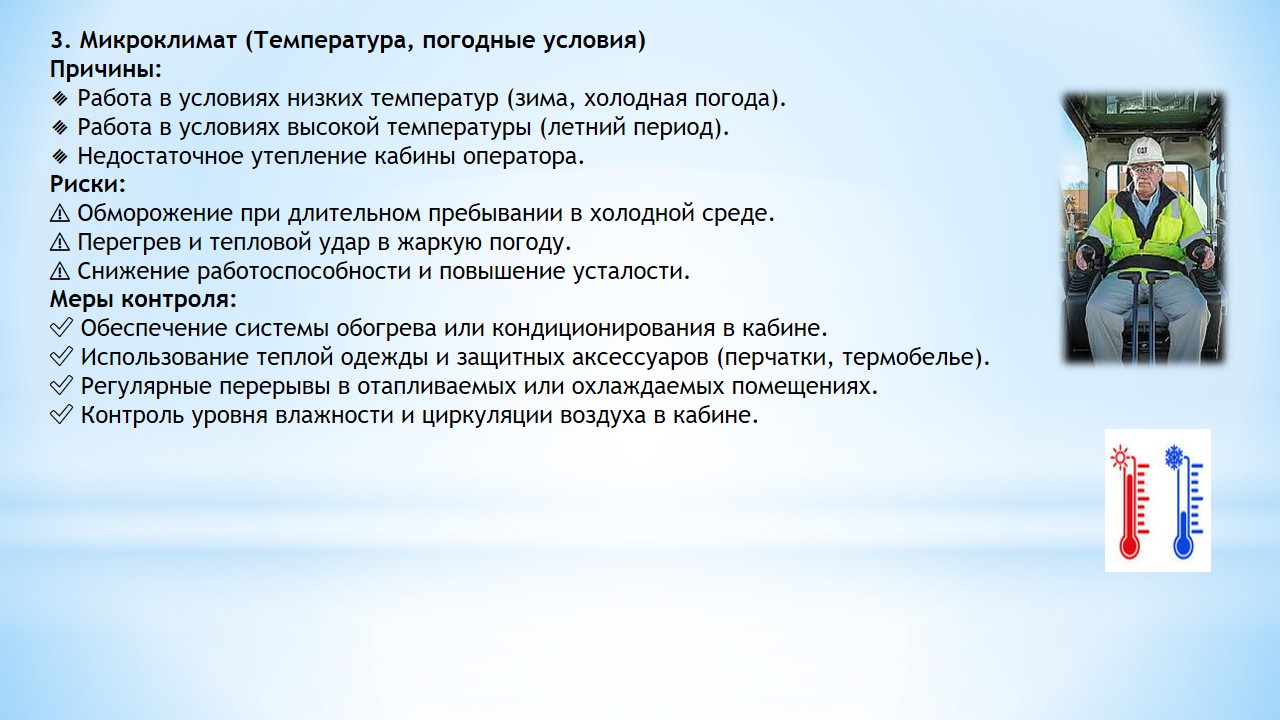 3. Микроклимат (Температура, погодные условия)
Причины:
Работа в условиях низких температур (зима, холодная погода).
Работа в условиях высокой температуры (летний период).
Недостаточное утепление кабины оператора.
Риски:
⚠ Обморожение при длительном пребывании в холодной среде.
⚠ Перегрев и тепловой удар в жаркую погоду.
⚠ Снижение работоспособности и повышение усталости.
Меры контроля:
✅ Обеспечение системы обогрева или кондиционирования в кабине.
✅ Использование теплой одежды и защитных аксессуаров (перчатки, термобелье).
✅ Регулярные перерывы в отапливаемых или охлаждаемых помещениях.
✅ Контроль уровня влажности и циркуляции воздуха в кабине.
CAT